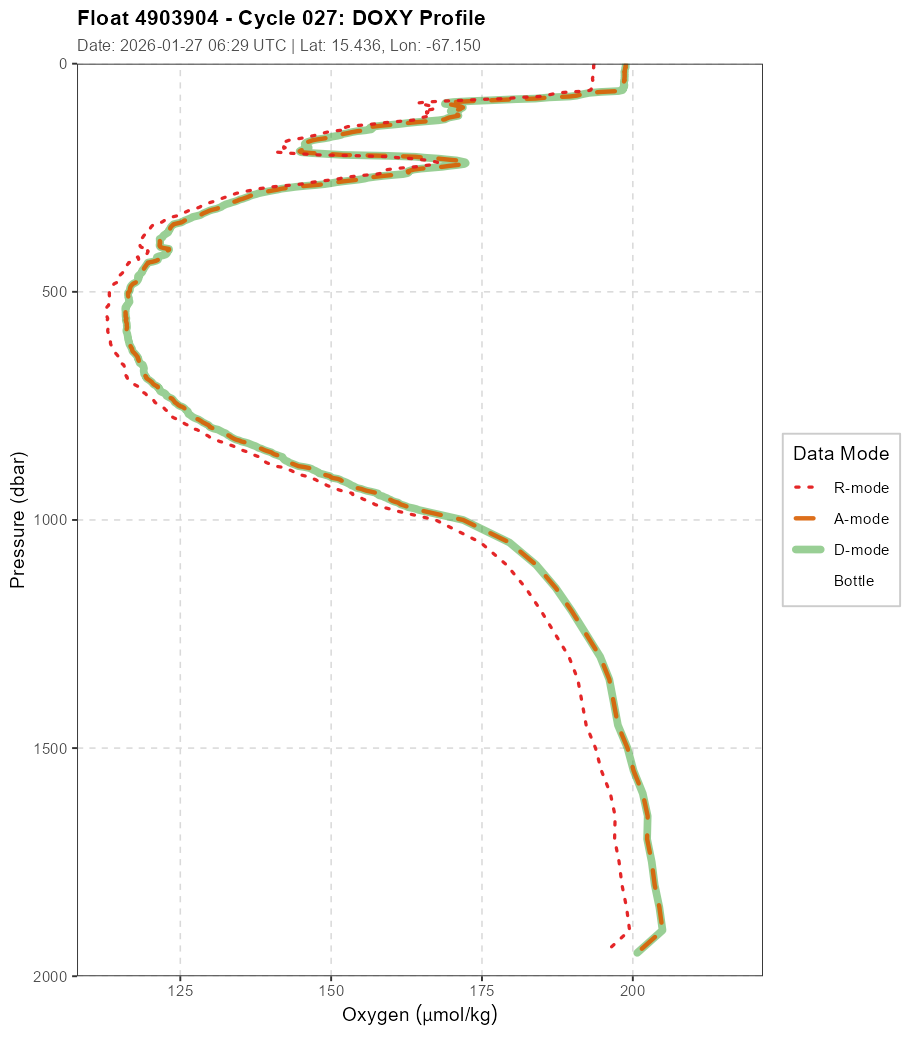 Float 4903904 - Cycle 027: DOXY Profile
Date: 2026-01-27 06:29 UTC | Lat: 15.436, Lon: -67.150
0
500
1000
1500
2000
Pressure (dbar)
125 150 175 200
Oxygen (μmol/kg)
Data Mode
R-mode
A-mode
D-mode
Bottle